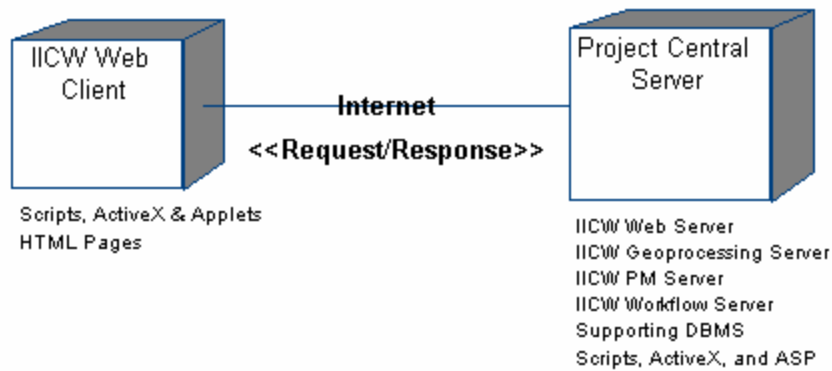 IICW Web
Client
Internet
<<Request/Response>>
Project Central
Server
Scripts, ActiveX & Applets
HTML Pages
IICW Web Server
IICW Geoprocessing Server
IICW PM Server
IICW Workflow Server
Supporting DBMS
Scripts, ActiveX, and ASP